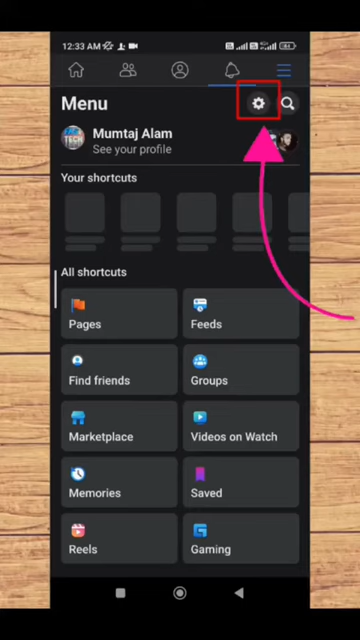 12:33 AM
Menu
Mumtaj Alam
See your profile
Your shortcuts
All shortcuts
Pages
Feeds
Find friends
Groups
Marketplace
Videos on Watch
Memories
Saved
Reels
Gaming